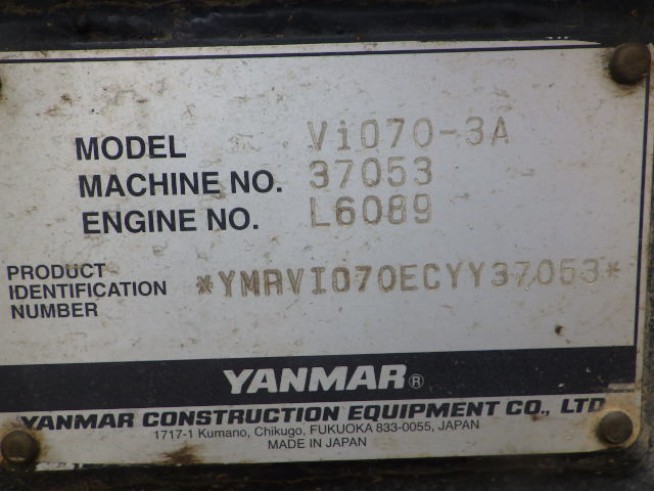 MODEL Vi070-3A
MACHINE NO. 37053
ENGINE NO. L6089
PRODUCT
IDENTIFICATION *YMRVI070ECYY37053*
NUMBER
YANMAR®
YANMAR CONSTRUCTION EQUIPMENT CO., LTD
1717-1 Kumano, Chikugo, FUKUOKA 833-0055, JAPAN
MADE IN JAPAN